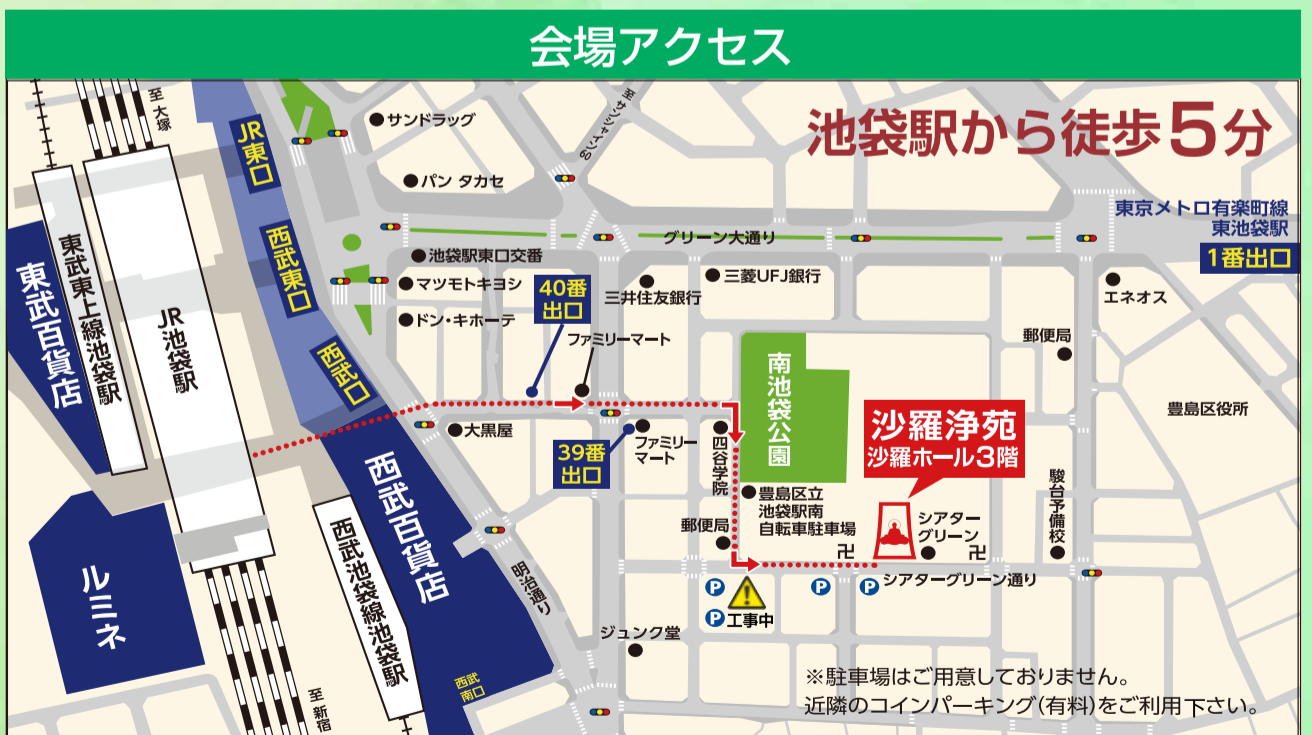 会場アクセス
池袋駅から徒歩5分
至 大塚
JR東口
サンドラッグ
至サンシャイン60
パン タカセ
東京メトロ有楽町線
東池袋駅
1番出口
西武東口
グリーン大通り
池袋駅東口交番
マツモトキヨシ
ドン・キホーテ
40番
出口
三井住友銀行
三菱UFJ銀行
エネオス
ファミリーマート
郵便局
東武百貨店
東武東上線池袋駅
JR池袋駅
西武口
南池袋公園
豊島区役所
沙羅浄苑
沙羅ホール3階
大黒屋
39番
出口
ファミリー
マート
四谷学院
豊島区立
池袋駅南
自転車駐車場
郵便局
卍
シアター
グリーン
卍
駿台予備校
西武百貨店
西武池袋線池袋駅
明治通り
ルミネ
P
P
工事中
P
P
シアターグリーン通り
ジュンク堂
西武
南口
至 新宿
※駐車場はご用意しておりません。
近隣のコインパーキング(有料)をご利用下さい。